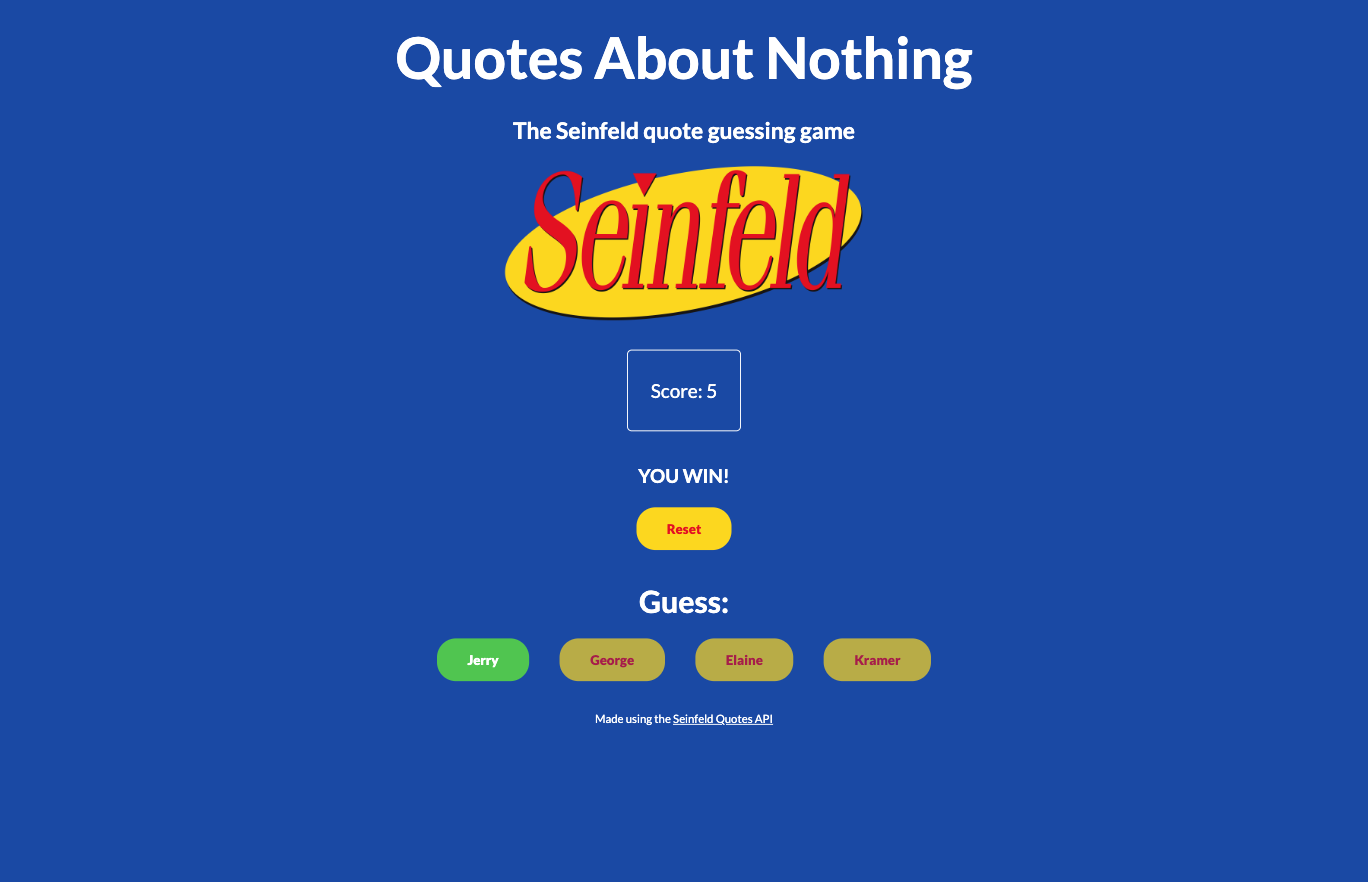 Quotes About Nothing
The Seinfeld quote guessing game
Seinfeld
Score: 5
YOU WIN!
Reset
Guess:
Jerry George Elaine Kramer
Made using the Seinfeld Quotes API